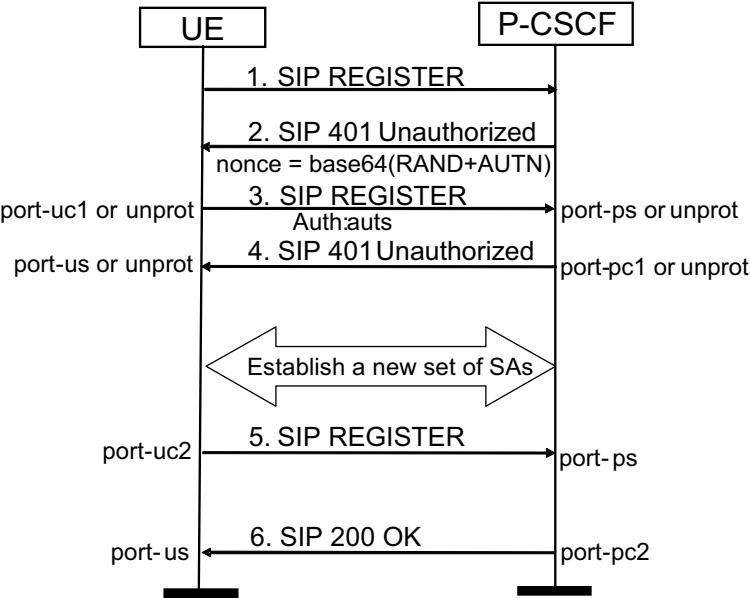 UE
P-CSCF
1. SIP REGISTER
2. SIP 401 Unauthorized
nonce = base64(RAND+AUTN)
3. SIP REGISTER
port-uc1 or unprot
port-ps or unprot
Auth:auts
4. SIP 401 Unauthorized
port-us or unprot
port-pc1 or unprot
Establish a new set of SAs
5. SIP REGISTER
port-uc2
port-ps
6. SIP 200 OK
port-us
port-pc2